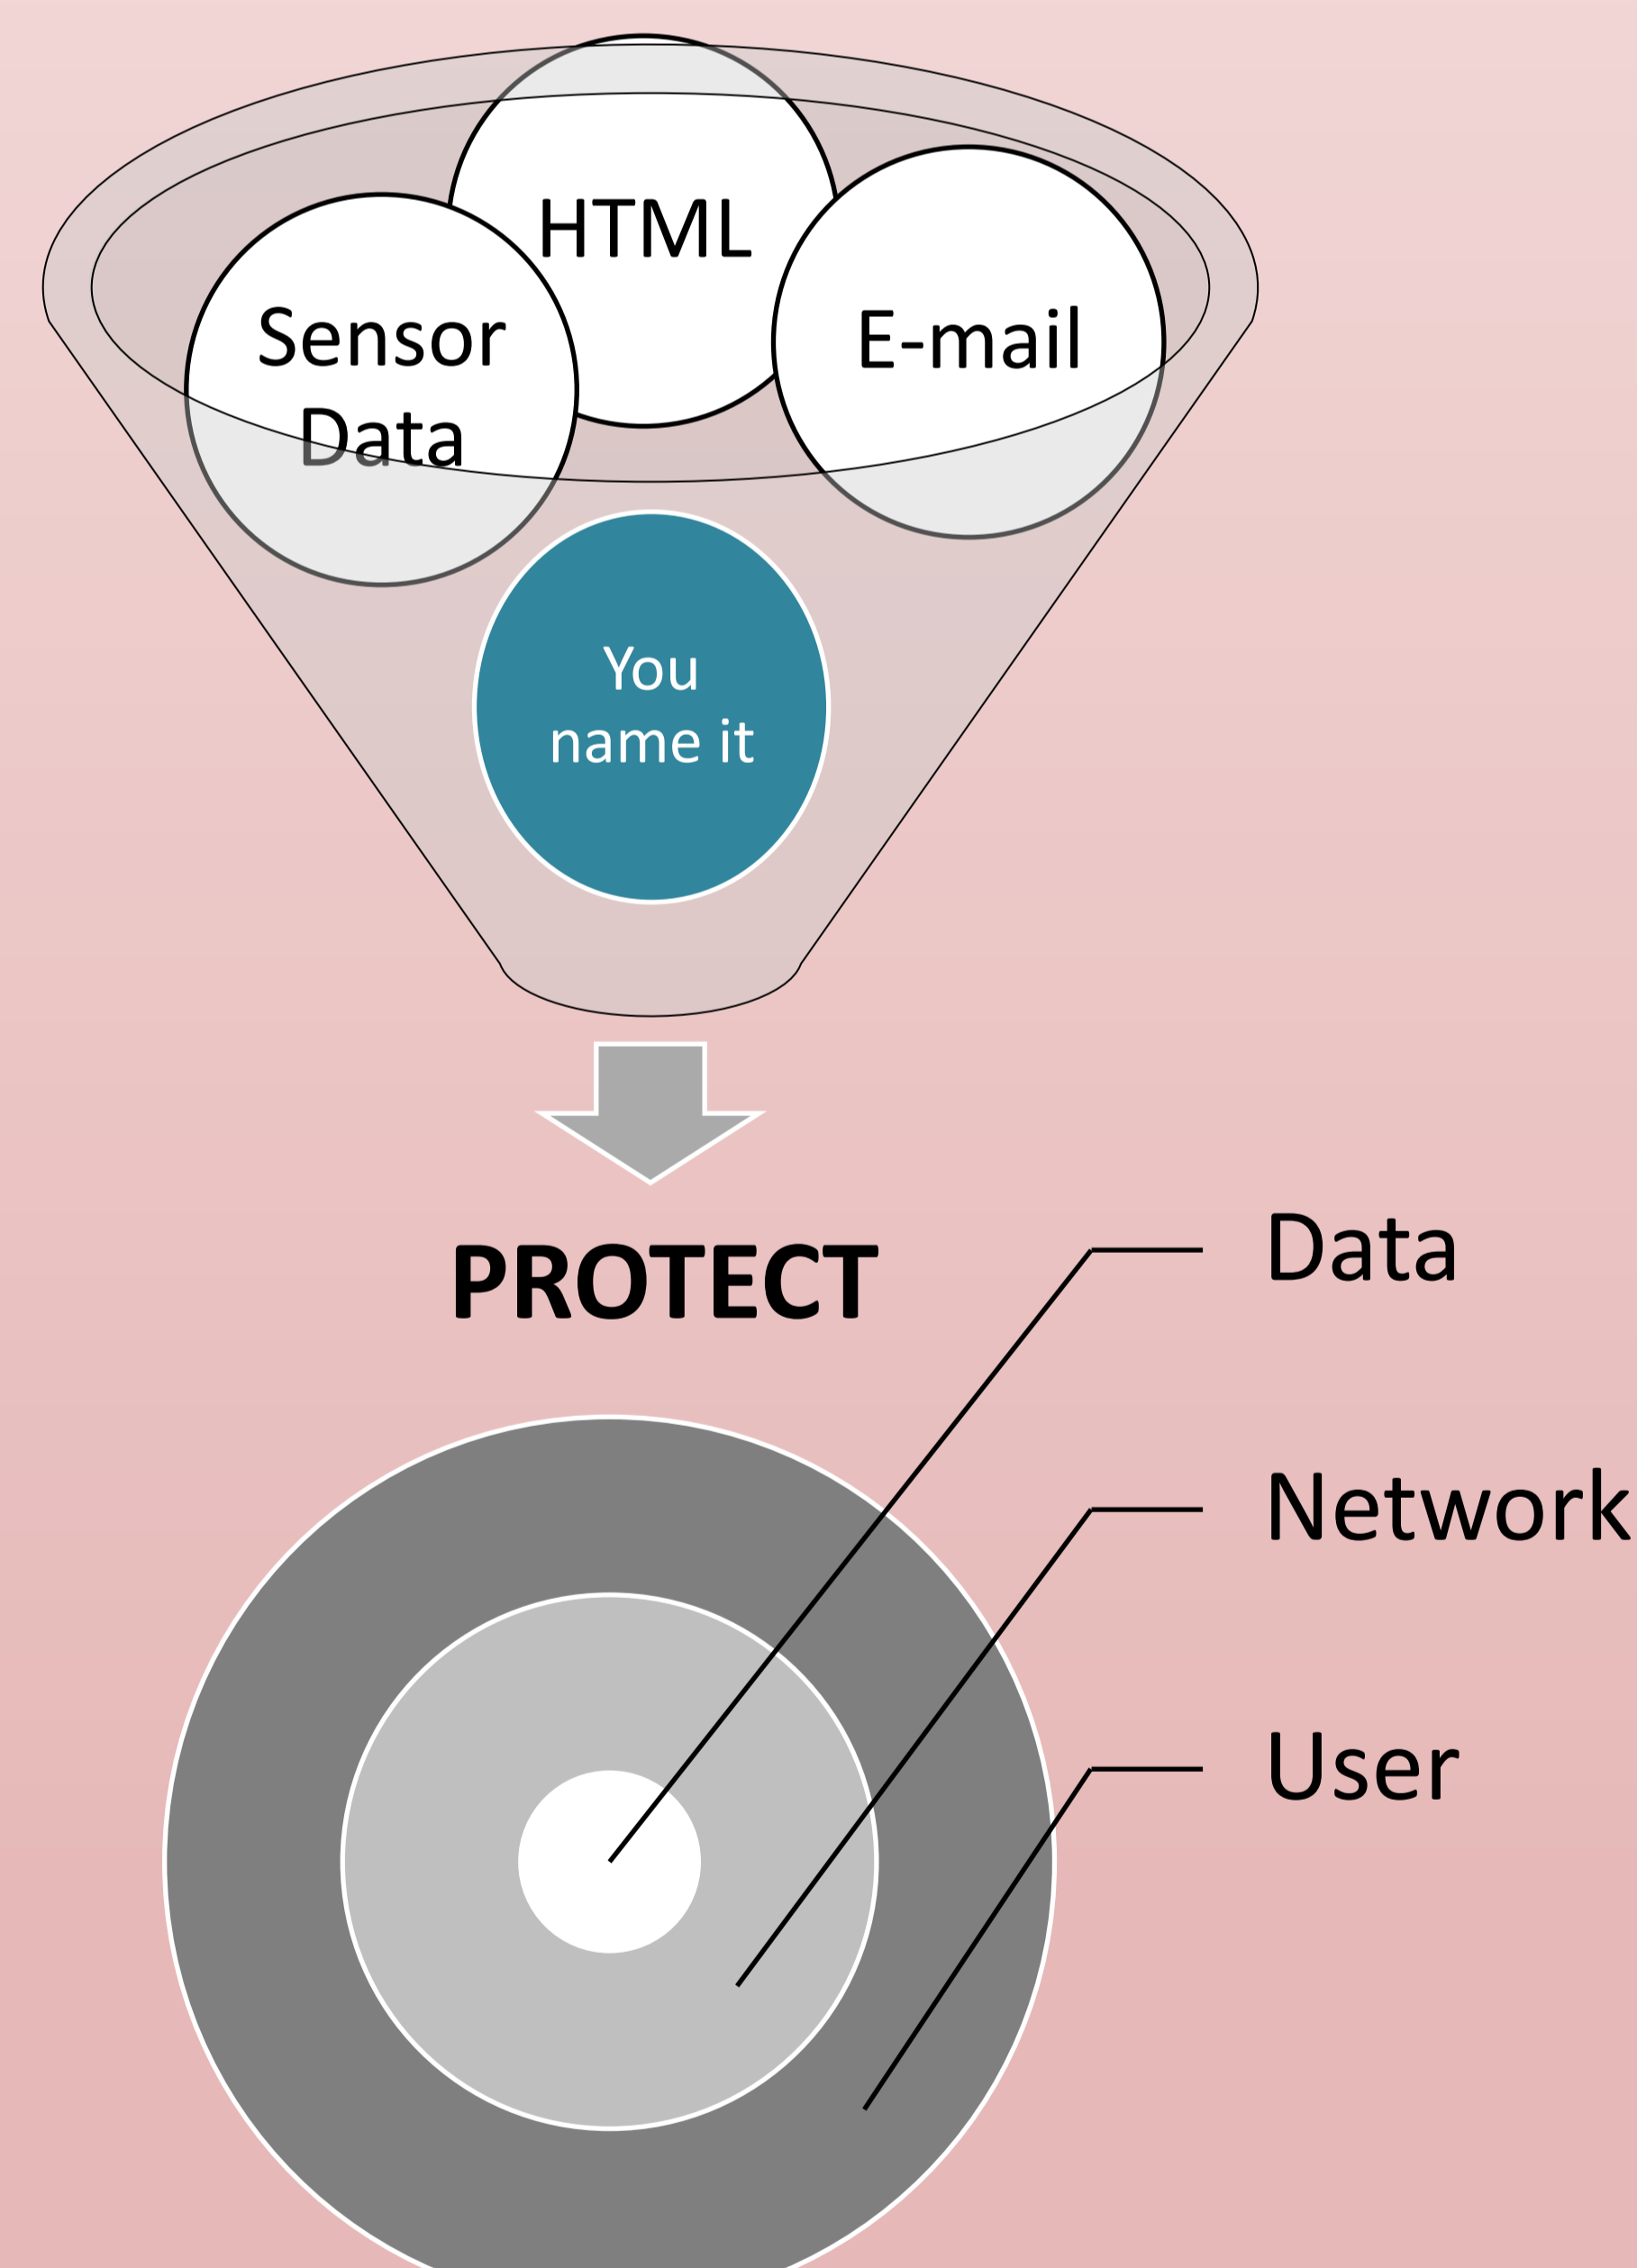 HTML
Sensor
Data
E-mail
You
name it
PROTECT
Data
Network
User